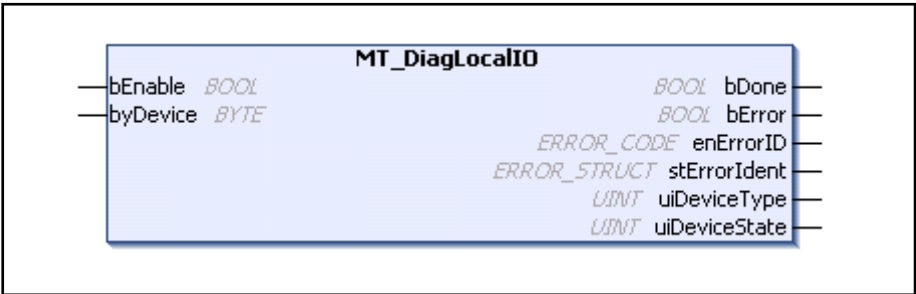 MT_DiagLocalIO
bEnable BOOL BOOL bDone
byDevice BYTE BOOL bError
ERROR_CODE enErrorID
ERROR_STRUCT stErrorIdent
UINT uiDeviceType
UINT uiDeviceState